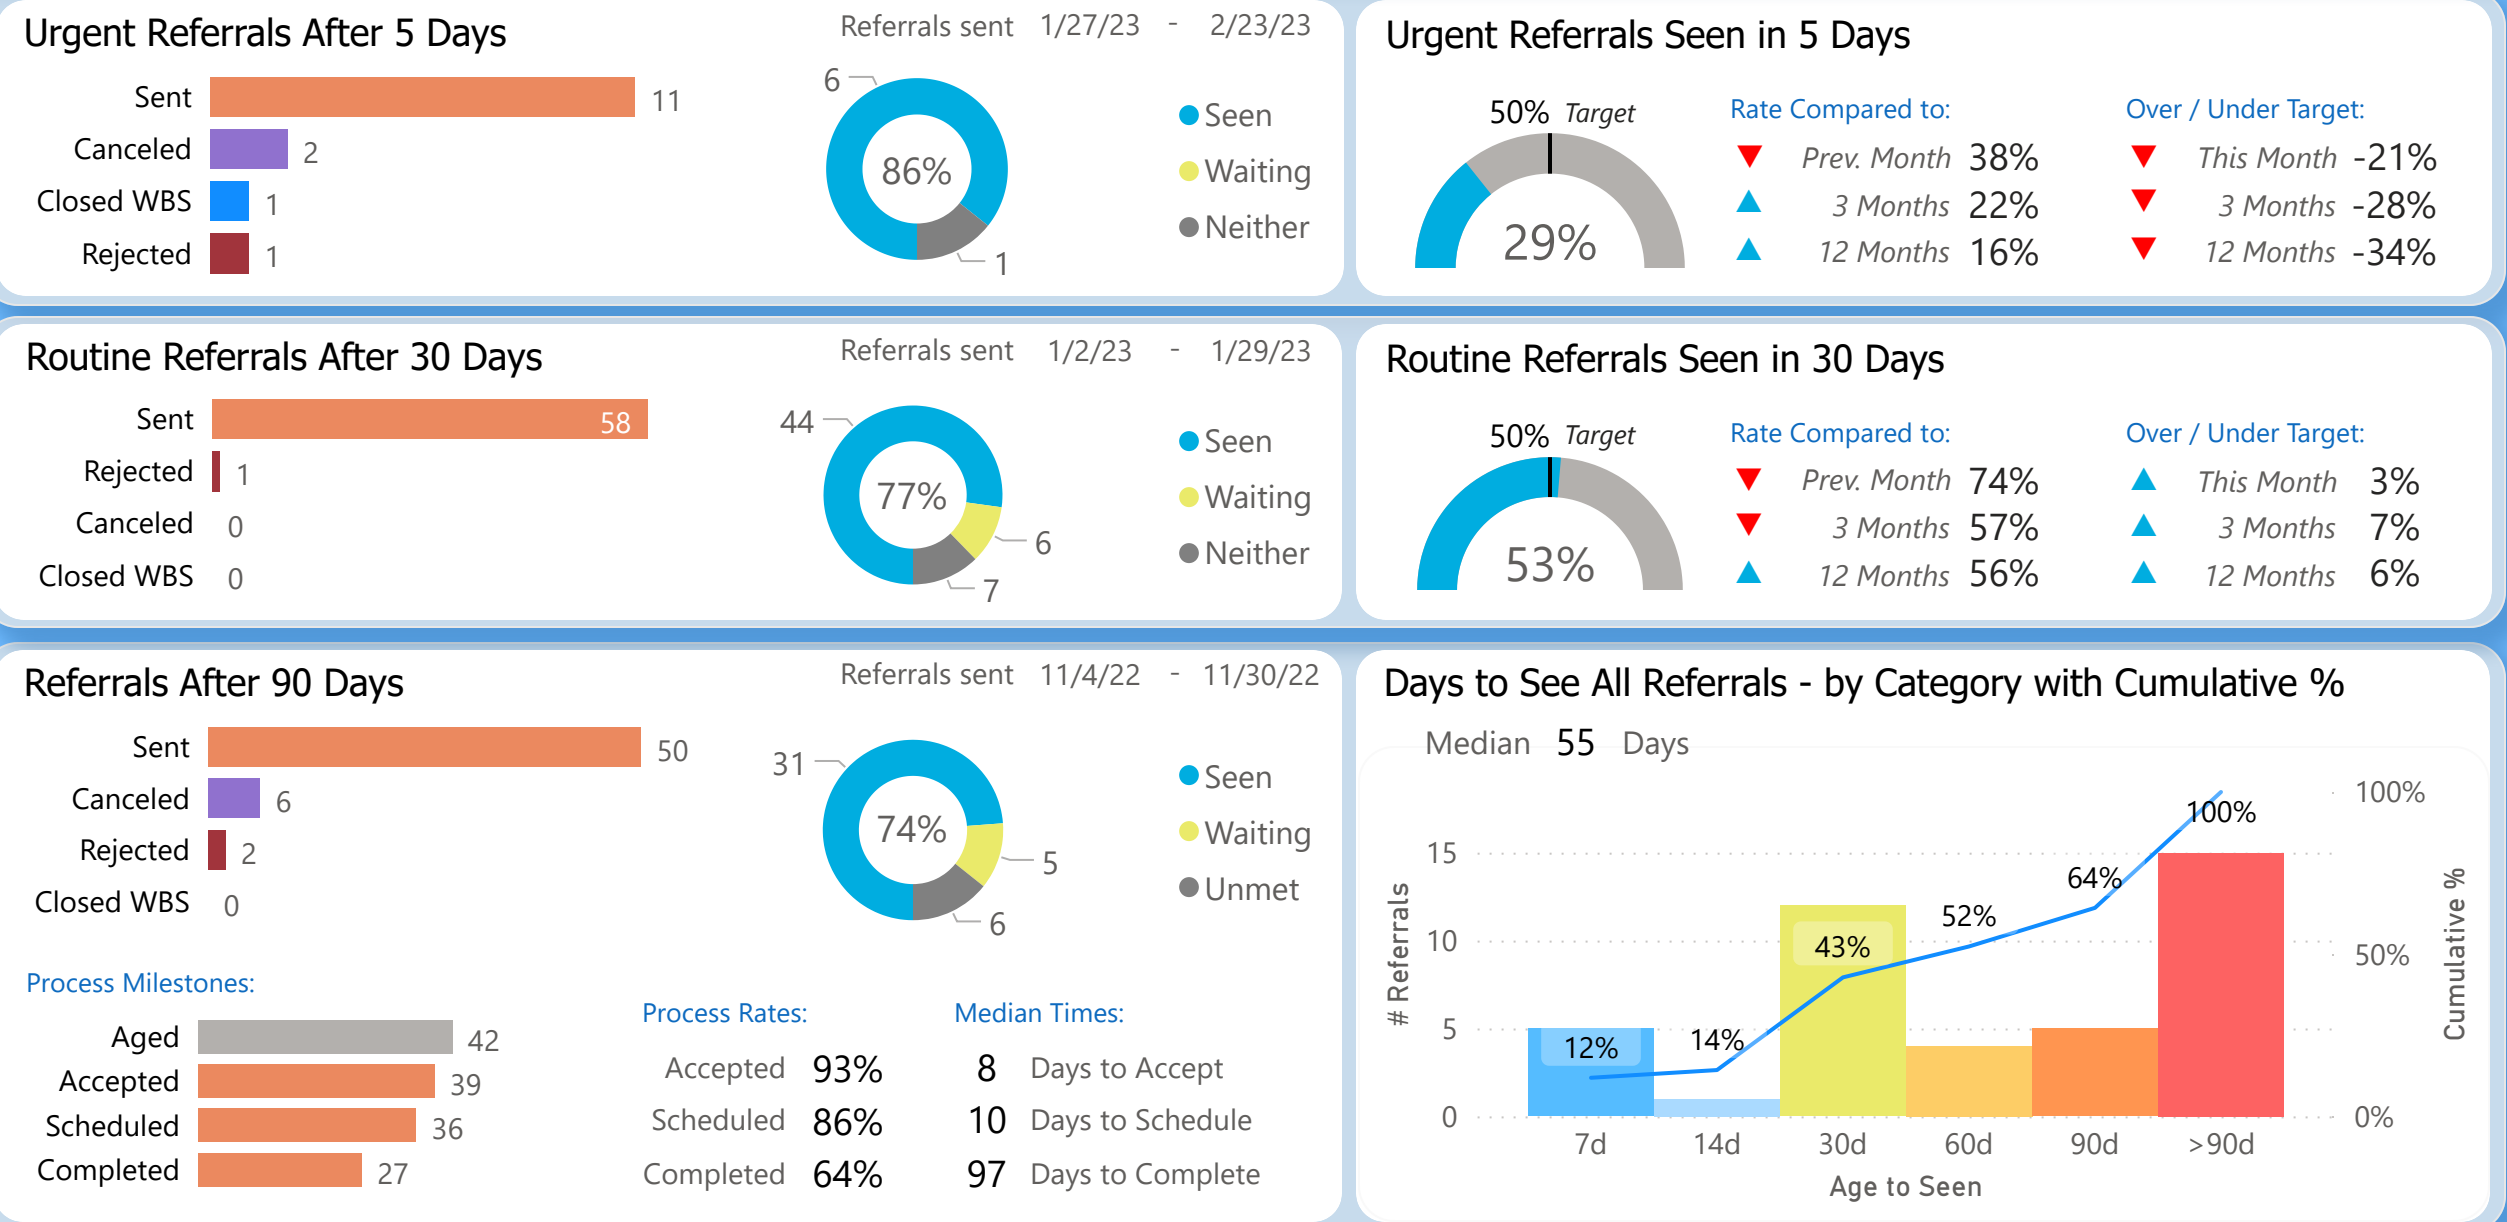 Urgent Referrals After 5 Days
Referrals sent 1/27/23 - 2/23/23
Sent 11
Canceled 2
Closed WBS 1
Rejected 1
6
86%
1
Seen
Waiting
Neither
Urgent Referrals Seen in 5 Days
50% Target
29%
Rate Compared to:
Prev. Month 38%
3 Months 22%
12 Months 16%
Over / Under Target:
This Month -21%
3 Months -28%
12 Months -34%
Routine Referrals After 30 Days
Referrals sent 1/2/23 - 1/29/23
Sent 58
Rejected 1
Canceled 0
Closed WBS 0
44
77%
6
7
Seen
Waiting
Neither
Routine Referrals Seen in 30 Days
50% Target
53%
Rate Compared to:
Prev. Month 74%
3 Months 57%
12 Months 56%
Over / Under Target:
This Month 3%
3 Months 7%
12 Months 6%
Referrals After 90 Days
Referrals sent 11/4/22 - 11/30/22
Sent 50
Canceled 6
Rejected 2
Closed WBS 0
31
74%
5
6
Seen
Waiting
Unmet
Process Milestones:
Aged 42
Accepted 39
Scheduled 36
Completed 27
Process Rates:
Accepted 93%
Scheduled 86%
Completed 64%
Median Times:
8 Days to Accept
10 Days to Schedule
97 Days to Complete
Days to See All Referrals - by Category with Cumulative %
Median 55 Days
# Referrals
15
10
5
0
12%
14%
43%
52%
64%
100%
100%
50%
0%
Cumulative %
7d 14d 30d 60d 90d >90d
Age to Seen